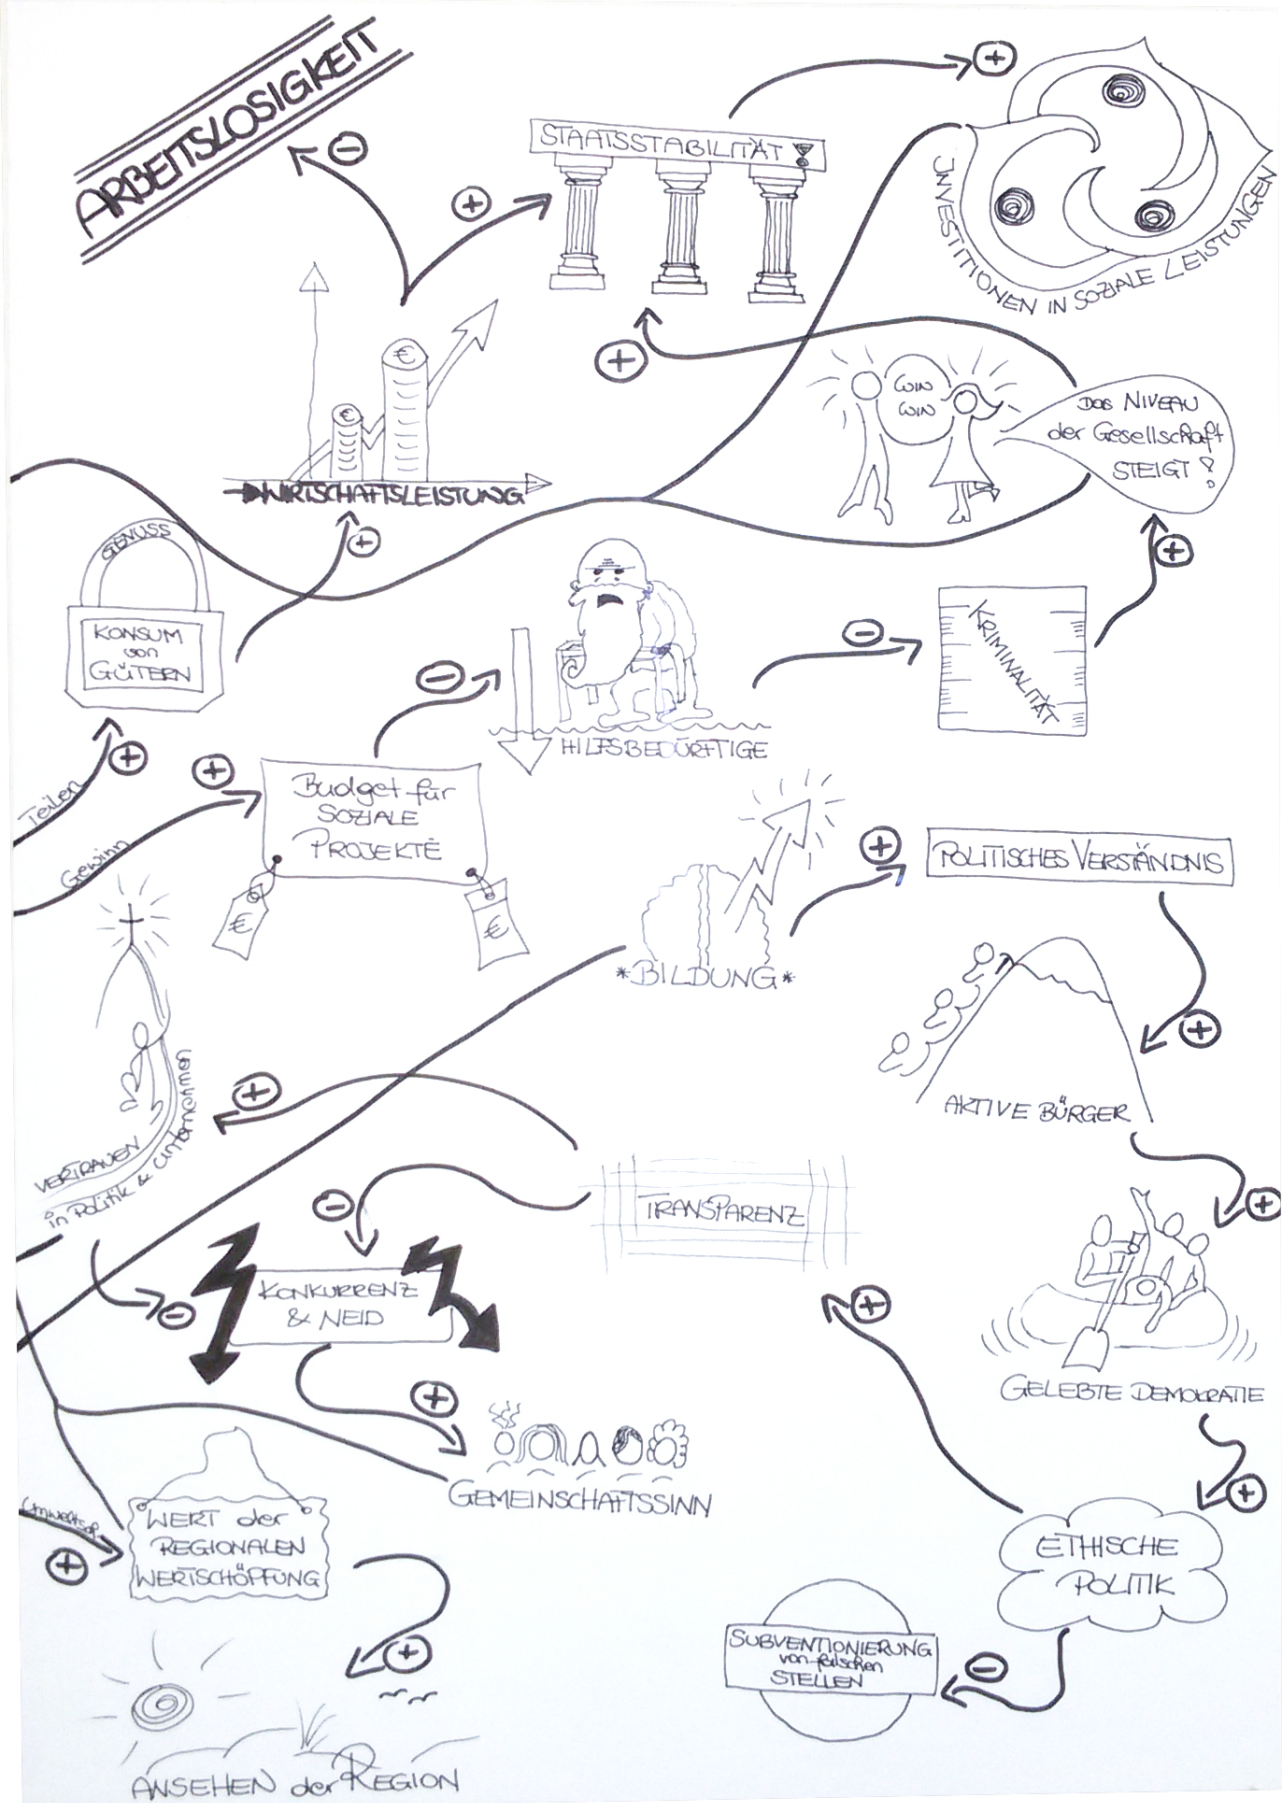 ARBEITSLOSIGKEIT
−
+
STAATSSTABILITÄT!
+
INVESTITIONEN IN SOZIALE LEISTUNGEN
€
€
→WIRTSCHAFTSLEISTUNG
+
WIN
WIN
DAS NIVEAU
der Gesellschaft
STEIGT!
+
GENUSS
KONSUM
von
GÜTERN
+
HILFSBEDÜRFTIGE
−
−
KRIMINALITÄT
+
Teilen
+
Gewinn
+
Budget für
SOZIALE
PROJEKTE
€
€
*BILDUNG*
+
POLITISCHES VERSTÄNDNIS
+
AKTIVE BÜRGER
VERTRAUEN
in Politik & Unternehmen
+
TRANSPARENZ
−
−
KONKURRENZ
& NEID
+
+
GELEBTE DEMOKRATIE
+
GEMEINSCHAFTSSINN
+
WERT der
REGIONALEN
WERTSCHÖPFUNG
+
+
ETHISCHE
POLITIK
SUBVENTIONIERUNG
von falschen
STELLEN
−
ANSEHEN der REGION